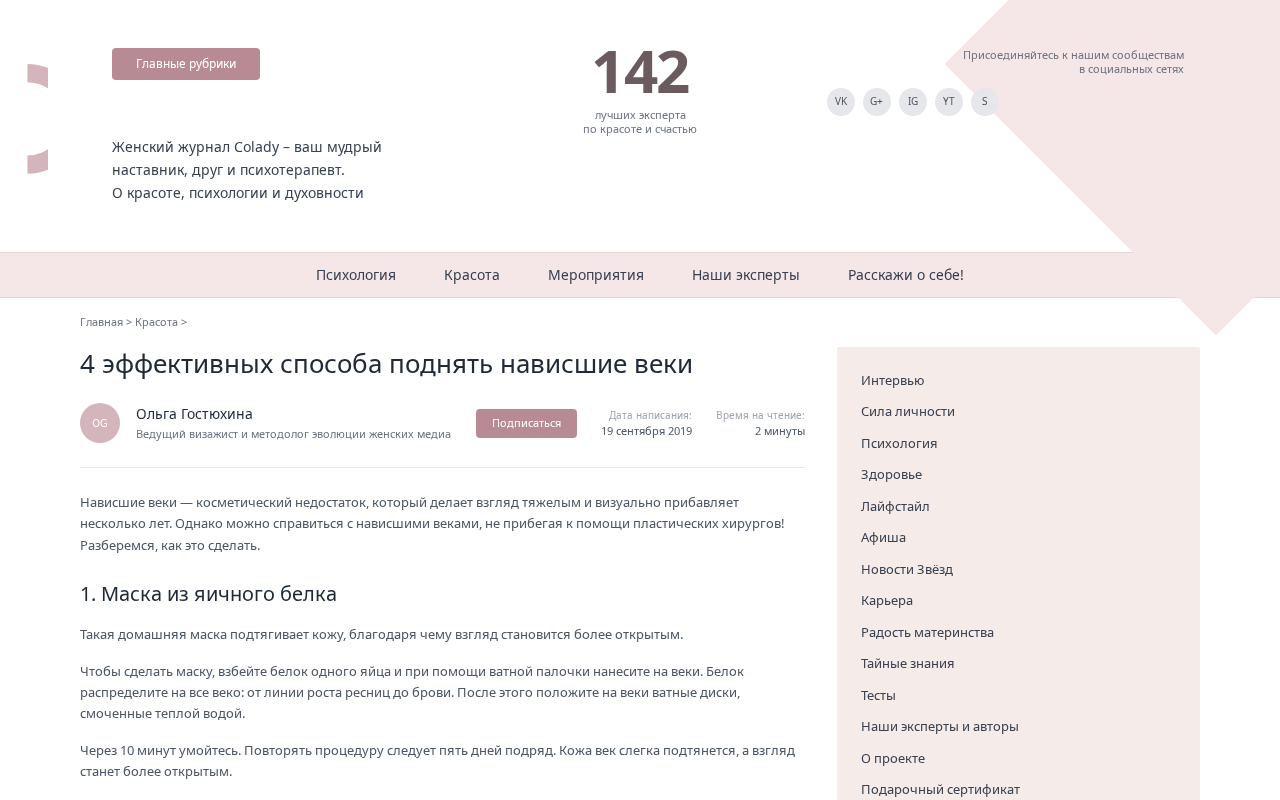 Главные рубрики
Женский журнал Colady – ваш мудрый
наставник, друг и психотерапевт.
О красоте, психологии и духовности
142
лучших эксперта
по красоте и счастью
Присоединяйтесь к нашим сообществам
в социальных сетях
VK G+ IG YT S
Психология Красота Мероприятия Наши эксперты Расскажи о себе!
Главная > Красота >
4 эффективных способа поднять нависшие веки
OG
Ольга Гостюхина
Ведущий визажист и методолог эволюции женских медиа
Подписаться
Дата написания:
19 сентября 2019
Время на чтение:
2 минуты
Нависшие веки — косметический недостаток, который делает взгляд тяжелым и визуально прибавляет
несколько лет. Однако можно справиться с нависшими веками, не прибегая к помощи пластических хирургов!
Разберемся, как это сделать.
1. Маска из яичного белка
Такая домашняя маска подтягивает кожу, благодаря чему взгляд становится более открытым.
Чтобы сделать маску, взбейте белок одного яйца и при помощи ватной палочки нанесите на веки. Белок
распределите на все веко: от линии роста ресниц до брови. После этого положите на веки ватные диски,
смоченные теплой водой.
Через 10 минут умойтесь. Повторять процедуру следует пять дней подряд. Кожа век слегка подтянется, а взгляд
станет более открытым.
Интервью
Сила личности
Психология
Здоровье
Лайфстайл
Афиша
Новости Звёзд
Карьера
Радость материнства
Тайные знания
Тесты
Наши эксперты и авторы
О проекте
Подарочный сертификат